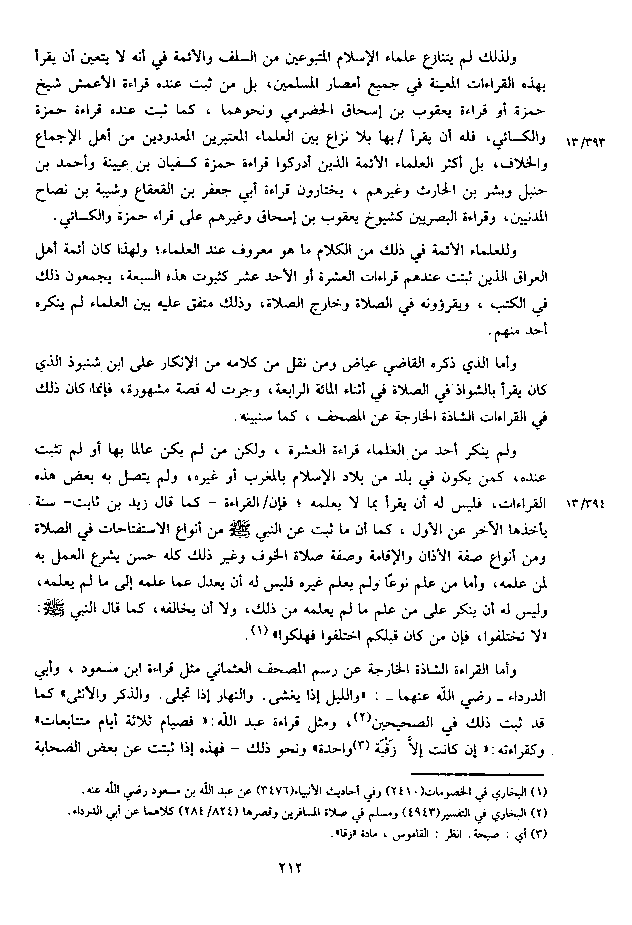 ولذلك لم يتنازع علماء الإسلام المتبوعين من السلف والأئمة في أنه لا يتعين أن يقرأ
بهذه القراءات المعينة في جميع أمصار المسلمين، بل من ثبت عنده قراءة الأعمش شيخ
حمزة أو قراءة يعقوب بن إسحاق الحضرمي ونحوهما ، كما ثبت عنده قراءة حمزة
١٣/٣٩٣ والكسائي، فله أن يقرأ /بها بلا نزاع بين العلماء المعتبرين المعدودين من أهل الإجماع
والخلاف، بل أكثر العلماء الأئمة الذين أدركوا قراءة حمزة كسفيان بن عيينة وأحمد بن
حنبل وبشر بن الحارث وغيرهم ، يختارون قراءة أبي جعفر بن القعقاع وشيبة بن نصاح
المدنيين، وقراءة البصريين كشيوخ يعقوب بن إسحاق وغيرهم على قراء حمزة والكسائي.
وللعلماء الأئمة في ذلك من الكلام ما هو معروف عند العلماء؛ ولهذا كان أئمة أهل
العراق الذين ثبتت عندهم قراءات العشرة أو الأحد عشر كثبوت هذه السبعة، يجمعون ذلك
في الكتب ، ويقرؤونه في الصلاة وخارج الصلاة، وذلك متفق عليه بين العلماء لم ينكره
أحد منهم.
وأما الذي ذكره القاضي عياض ومن نقل من كلامه من الإنكار على ابن شنبوذ الذي
كان يقرأ بالشواذ في الصلاة في أثناء المائة الرابعة، وجرت له قصة مشهورة، فإنما كان ذلك
في القراءات الشاذة الخارجة عن المصحف ، كما سنبينه.
ولم ينكر أحد من العلماء قراءة العشرة ، ولكن من لم يكن عالما بها أو لم تثبت
عنده، كمن يكون في بلد من بلاد الإسلام بالمغرب أو غيره، ولم يتصل به بعض هذه
١٣/٣٩٤ القراءات، فليس له أن يقرأ بما لا يعلمه ؛ فإن/القراءة - كما قال زيد بن ثابت- سنة
يأخذها الآخر عن الأول ، كما أن ما ثبت عن النبي ﷺ من أنواع الاستفتاحات في الصلاة
ومن أنواع صفة الأذان والإقامة وصفة صلاة الخوف وغير ذلك كله حسن يشرع العمل به
لمن علمه، وأما من علم نوعًا ولم يعلم غيره فليس له أن يعدل عما علمه إلى ما لم يعلمه،
وليس له أن ينكر على من علم ما لم يعلمه من ذلك، ولا أن يخالفه، كما قال النبي ﷺ:
«لا تختلفوا، فإن من كان قبلكم اختلفوا فهلكوا» (١).
وأما القراءة الشاذة الخارجة عن رسم المصحف العثماني مثل قراءة ابن مسعود ، وأبي
الدرداء ـ رضي الله عنهما ـ : «والليل إذا يغشى. والنهار إذا تجلى. والذكر والأنثى» كما
قد ثبت ذلك في الصحيحين(٢)، ومثل قراءة عبد الله:« فصيام ثلاثة أيام متتابعات»
وكقراءته:« إن كانت إلاَّ زَقْيَة (٣)واحدة» ونحو ذلك - فهذه إذا ثبتت عن بعض الصحابة
(١) البخاري في الخصومات(٢٤١٠) وفي أحاديث الأنبياء(٣٤٧٦) عن عبد الله بن مسعود رضي الله عنه.
(٢) البخاري في التفسير(٤٩٤٣) ومسلم في صلاة المسافرين وقصرها (٢٨٤/٨٢٤) كلاهما عن أبي الدرداء.
(٣) أي : صيحة. انظر : القاموس ، مادة «زقا».
٢١٢